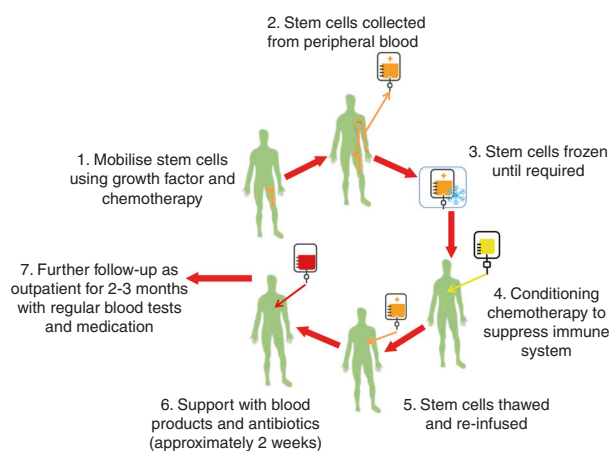 1. Mobilise stem cells
using growth factor and
chemotherapy
2. Stem cells collected
from peripheral blood
3. Stem cells frozen
until required
4. Conditioning
chemotherapy to
suppress immune
system
5. Stem cells thawed
and re-infused
6. Support with blood
products and antibiotics
(approximately 2 weeks)
7. Further follow-up as
outpatient for 2-3 months
with regular blood tests
and medication